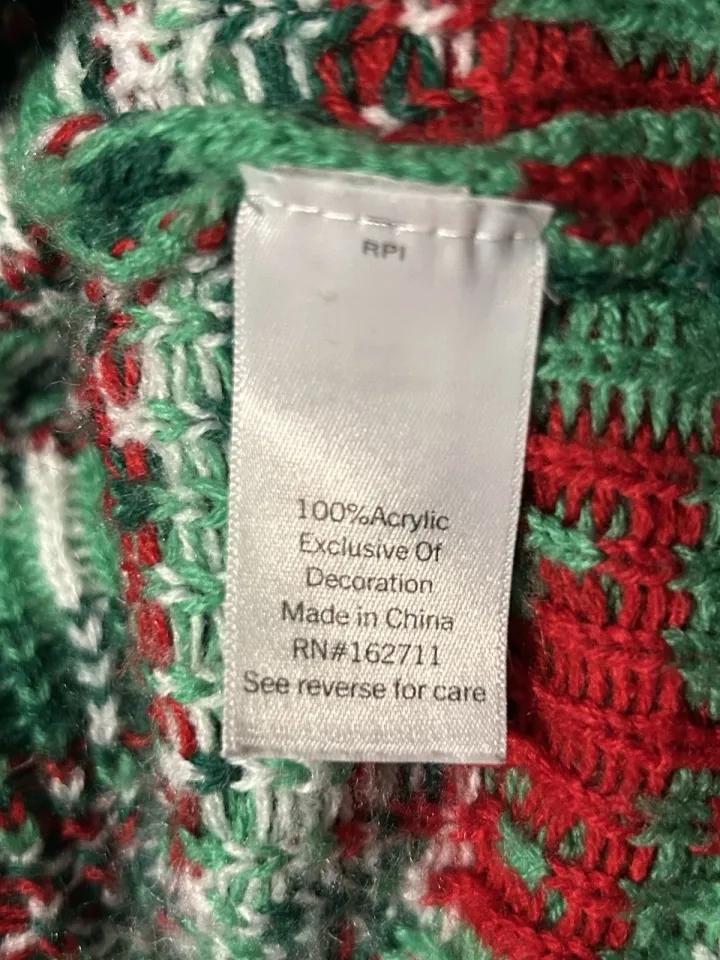 RPI
100%Acrylic
Exclusive Of
Decoration
Made in China
RN#162711
See reverse for care